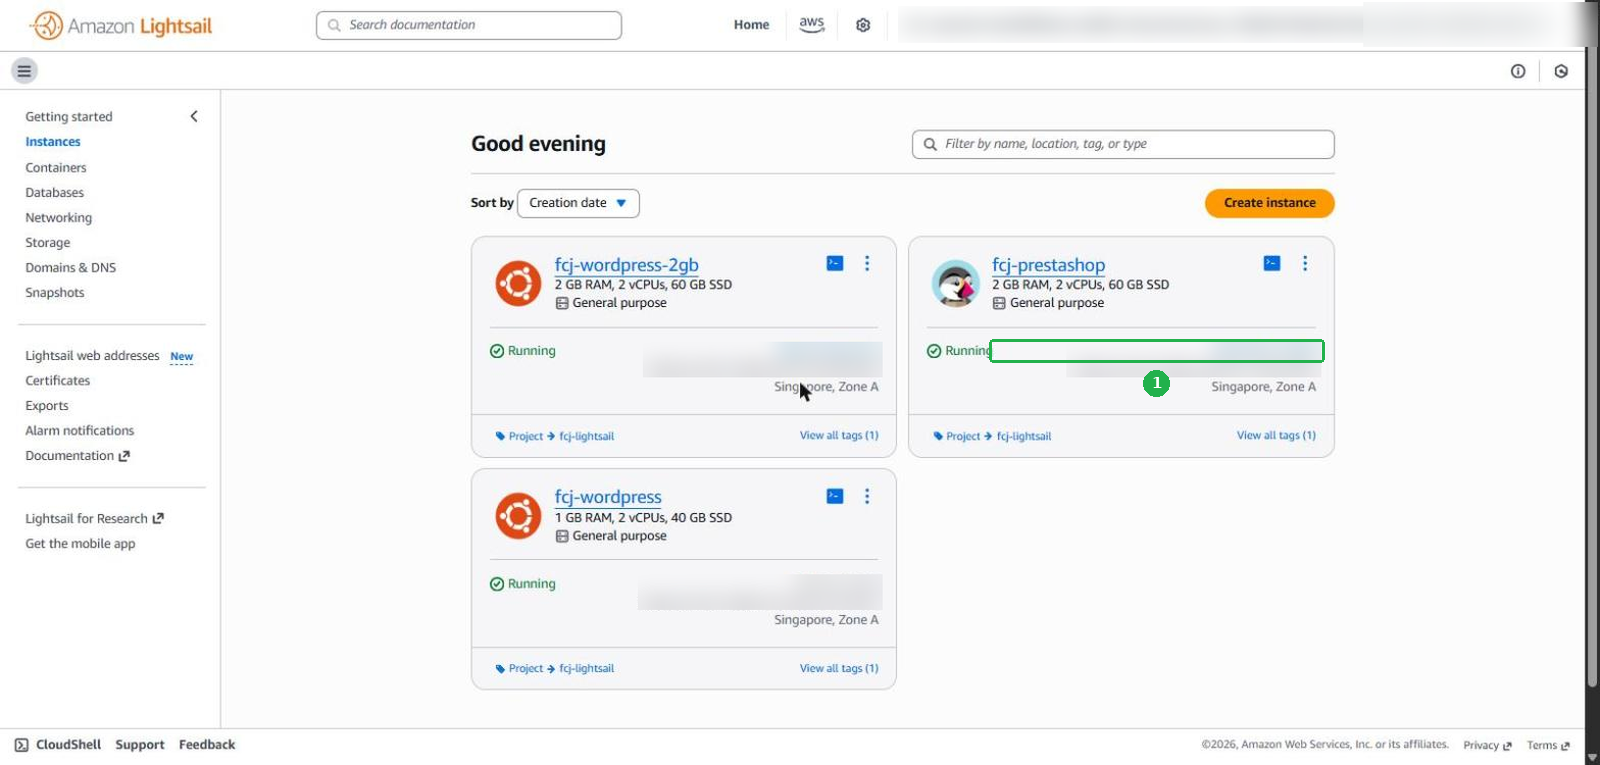 Amazon Lightsail
Search documentation
Home
aws
Getting started
Instances
Containers
Databases
Networking
Storage
Domains & DNS
Snapshots
Lightsail web addresses New
Certificates
Exports
Alarm notifications
Documentation
Lightsail for Research
Get the mobile app
Good evening
Filter by name, location, tag, or type
Sort by Creation date
Create instance
fcj-wordpress-2gb
2 GB RAM, 2 vCPUs, 60 GB SSD
General purpose
Running
Singapore, Zone A
Project → fcj-lightsail
View all tags (1)
fcj-prestashop
2 GB RAM, 2 vCPUs, 60 GB SSD
General purpose
Running
1
Singapore, Zone A
Project → fcj-lightsail
View all tags (1)
fcj-wordpress
1 GB RAM, 2 vCPUs, 40 GB SSD
General purpose
Running
Singapore, Zone A
Project → fcj-lightsail
View all tags (1)
CloudShell Support Feedback
©2026, Amazon Web Services, Inc. or its affiliates. Privacy Terms